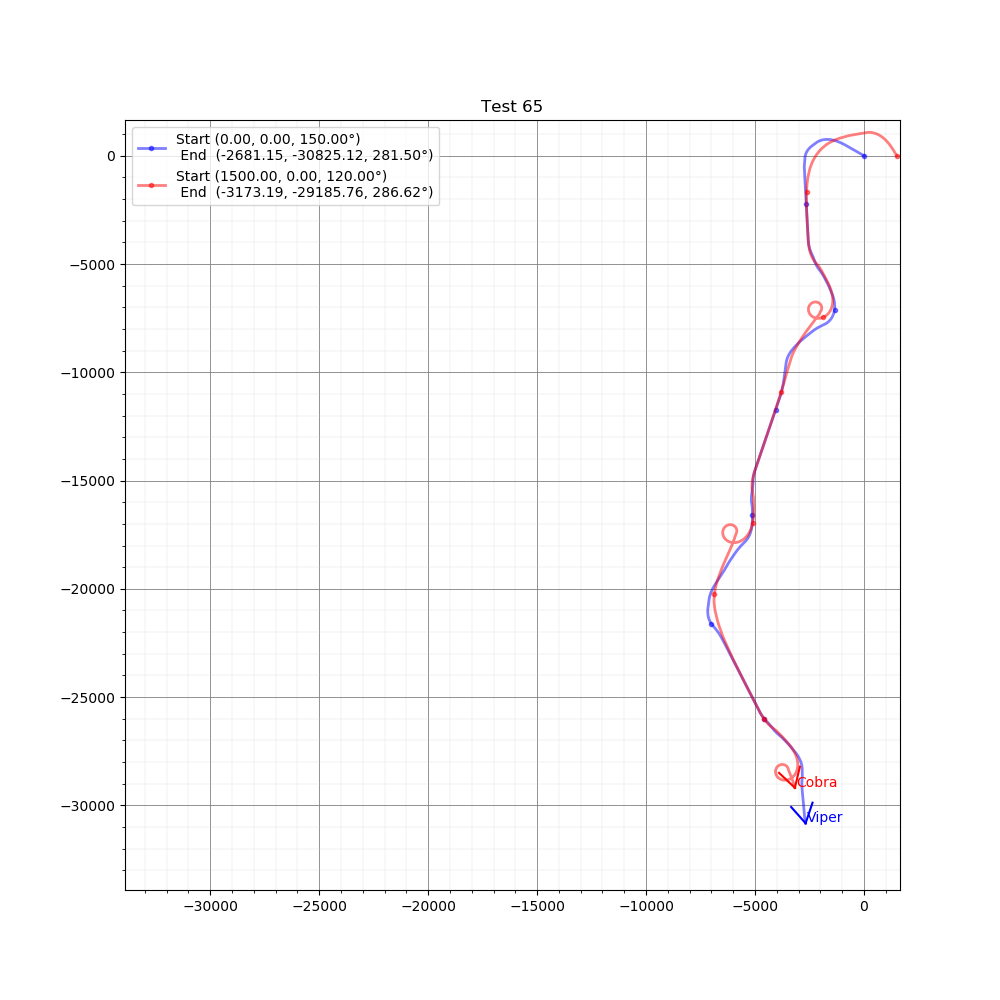 Test 65
Start (0.00, 0.00, 150.00°)
End (-2681.15, -30825.12, 281.50°)
Start (1500.00, 0.00, 120.00°)
End (-3173.19, -29185.76, 286.62°)
0
−5000
−10000
−15000
−20000
−25000
−30000
Cobra
Viper
−30000 −25000 −20000 −15000 −10000 −5000 0